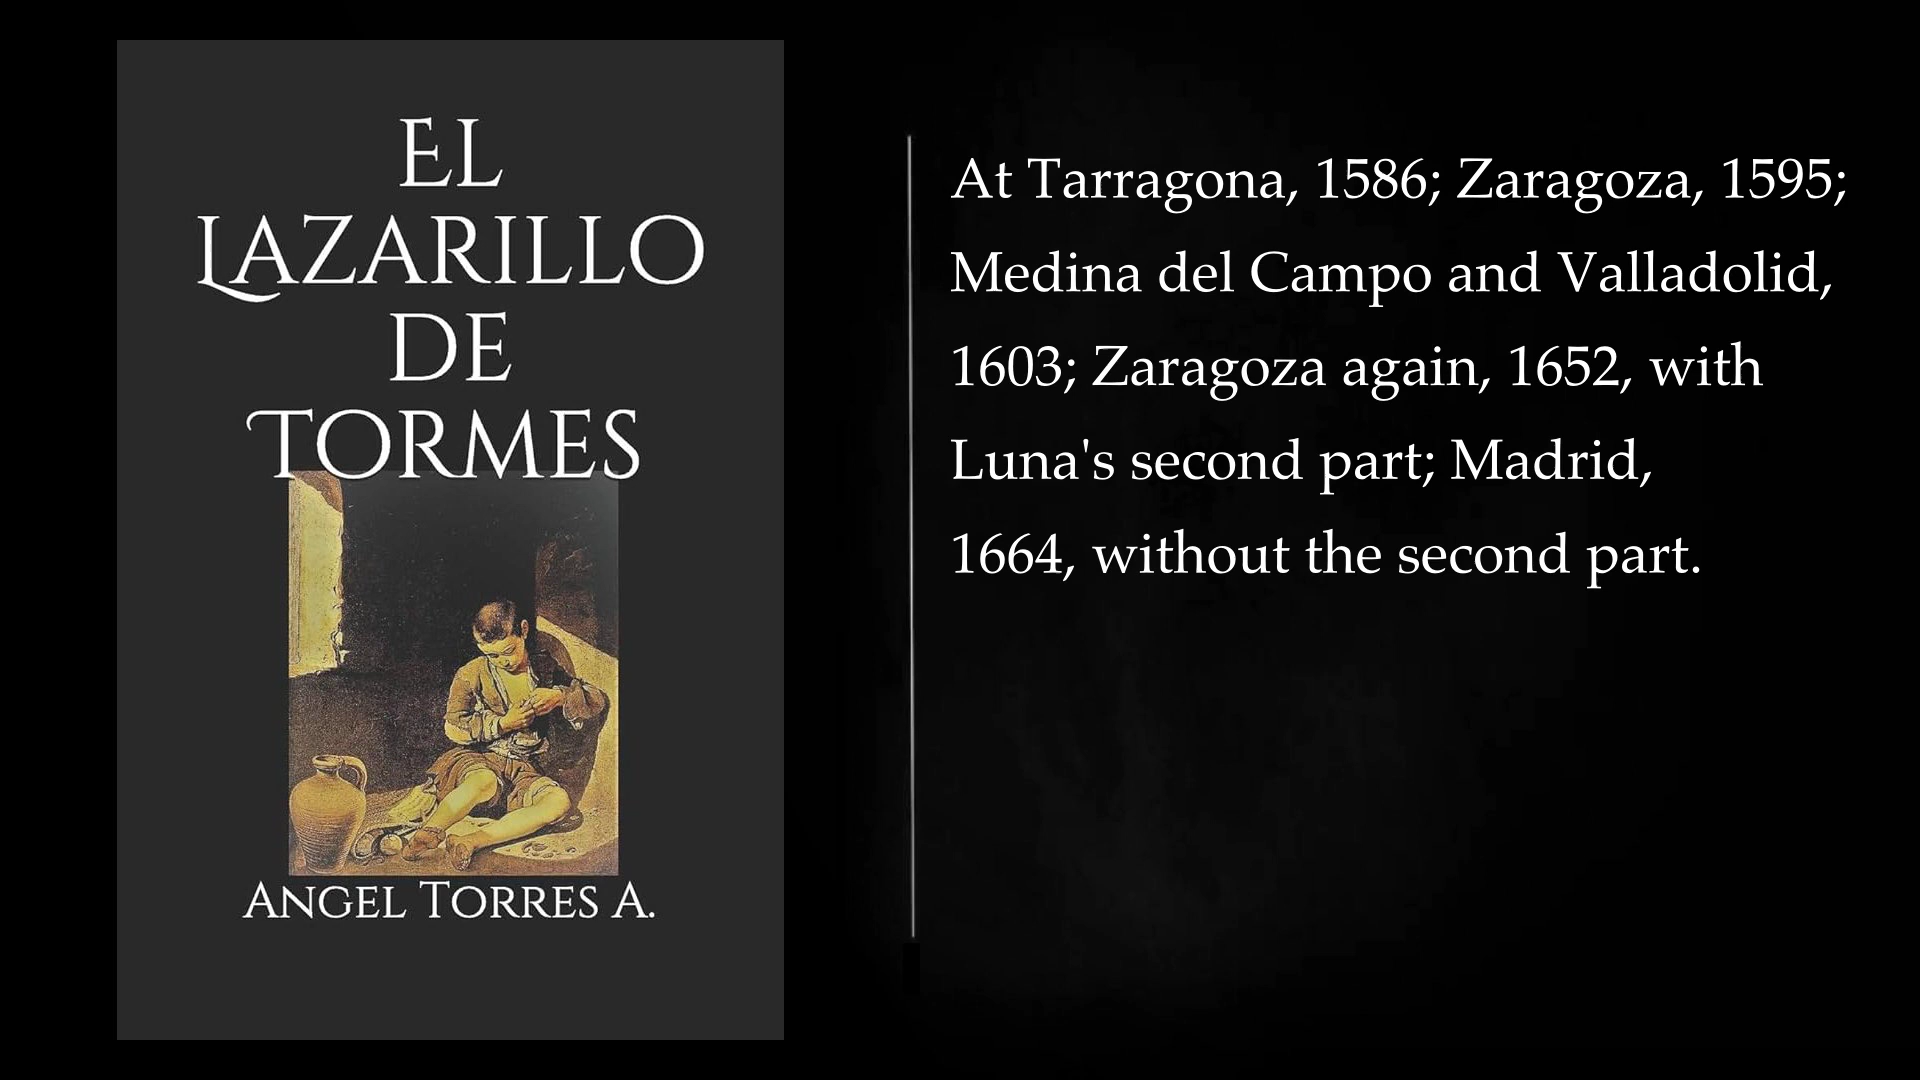 El
Lazarillo
de
Tormes
Angel Torres A.
At Tarragona, 1586; Zaragoza, 1595;
Medina del Campo and Valladolid,
1603; Zaragoza again, 1652, with
Luna's second part; Madrid,
1664, without the second part.